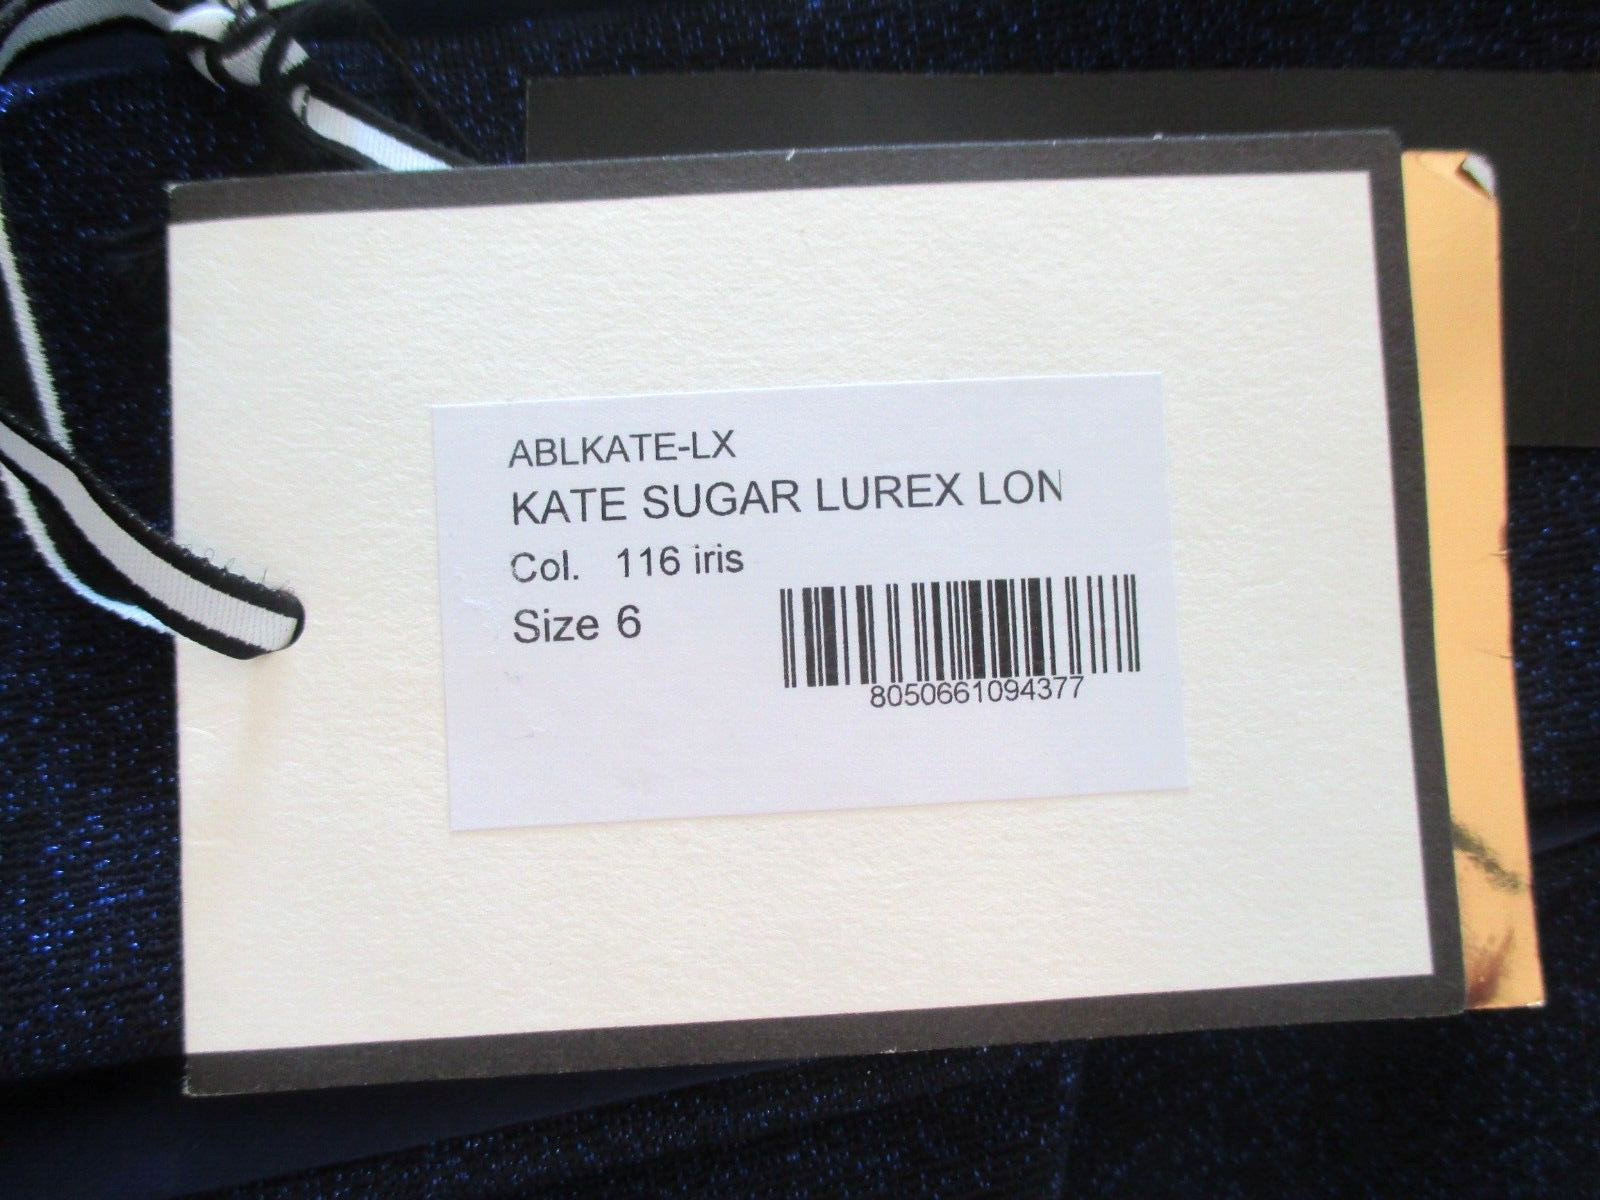 ABLKATE-LX
KATE SUGAR LUREX LON
Col. 116 iris
Size 6
8050661094377